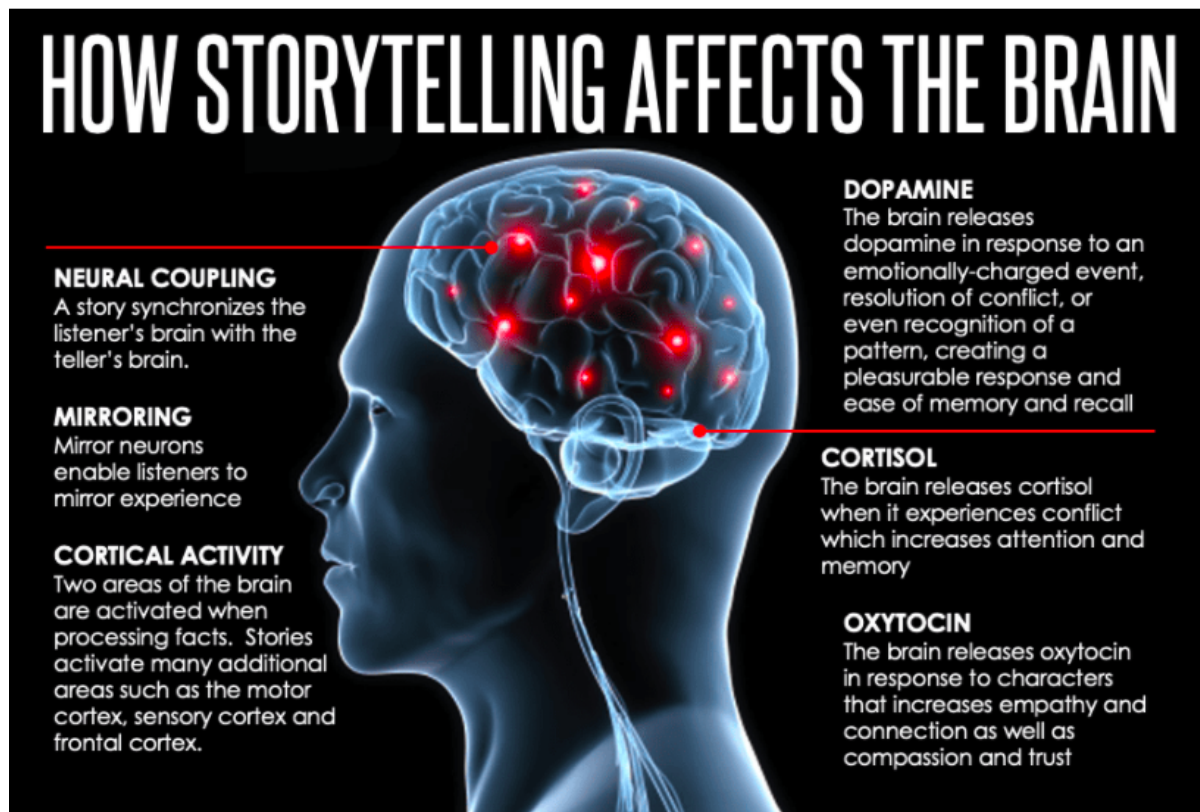 HOW STORYTELLING AFFECTS THE BRAIN
NEURAL COUPLING
A story synchronizes the
listener's brain with the
teller's brain.
MIRRORING
Mirror neurons
enable listeners to
mirror experience
CORTICAL ACTIVITY
Two areas of the brain
are activated when
processing facts. Stories
activate many additional
areas such as the motor
cortex, sensory cortex and
frontal cortex.
DOPAMINE
The brain releases
dopamine in response to an
emotionally-charged event,
resolution of conflict, or
even recognition of a
pattern, creating a
pleasurable response and
ease of memory and recall
CORTISOL
The brain releases cortisol
when it experiences conflict
which increases attention and
memory
OXYTOCIN
The brain releases oxytocin
in response to characters
that increases empathy and
connection as well as
compassion and trust